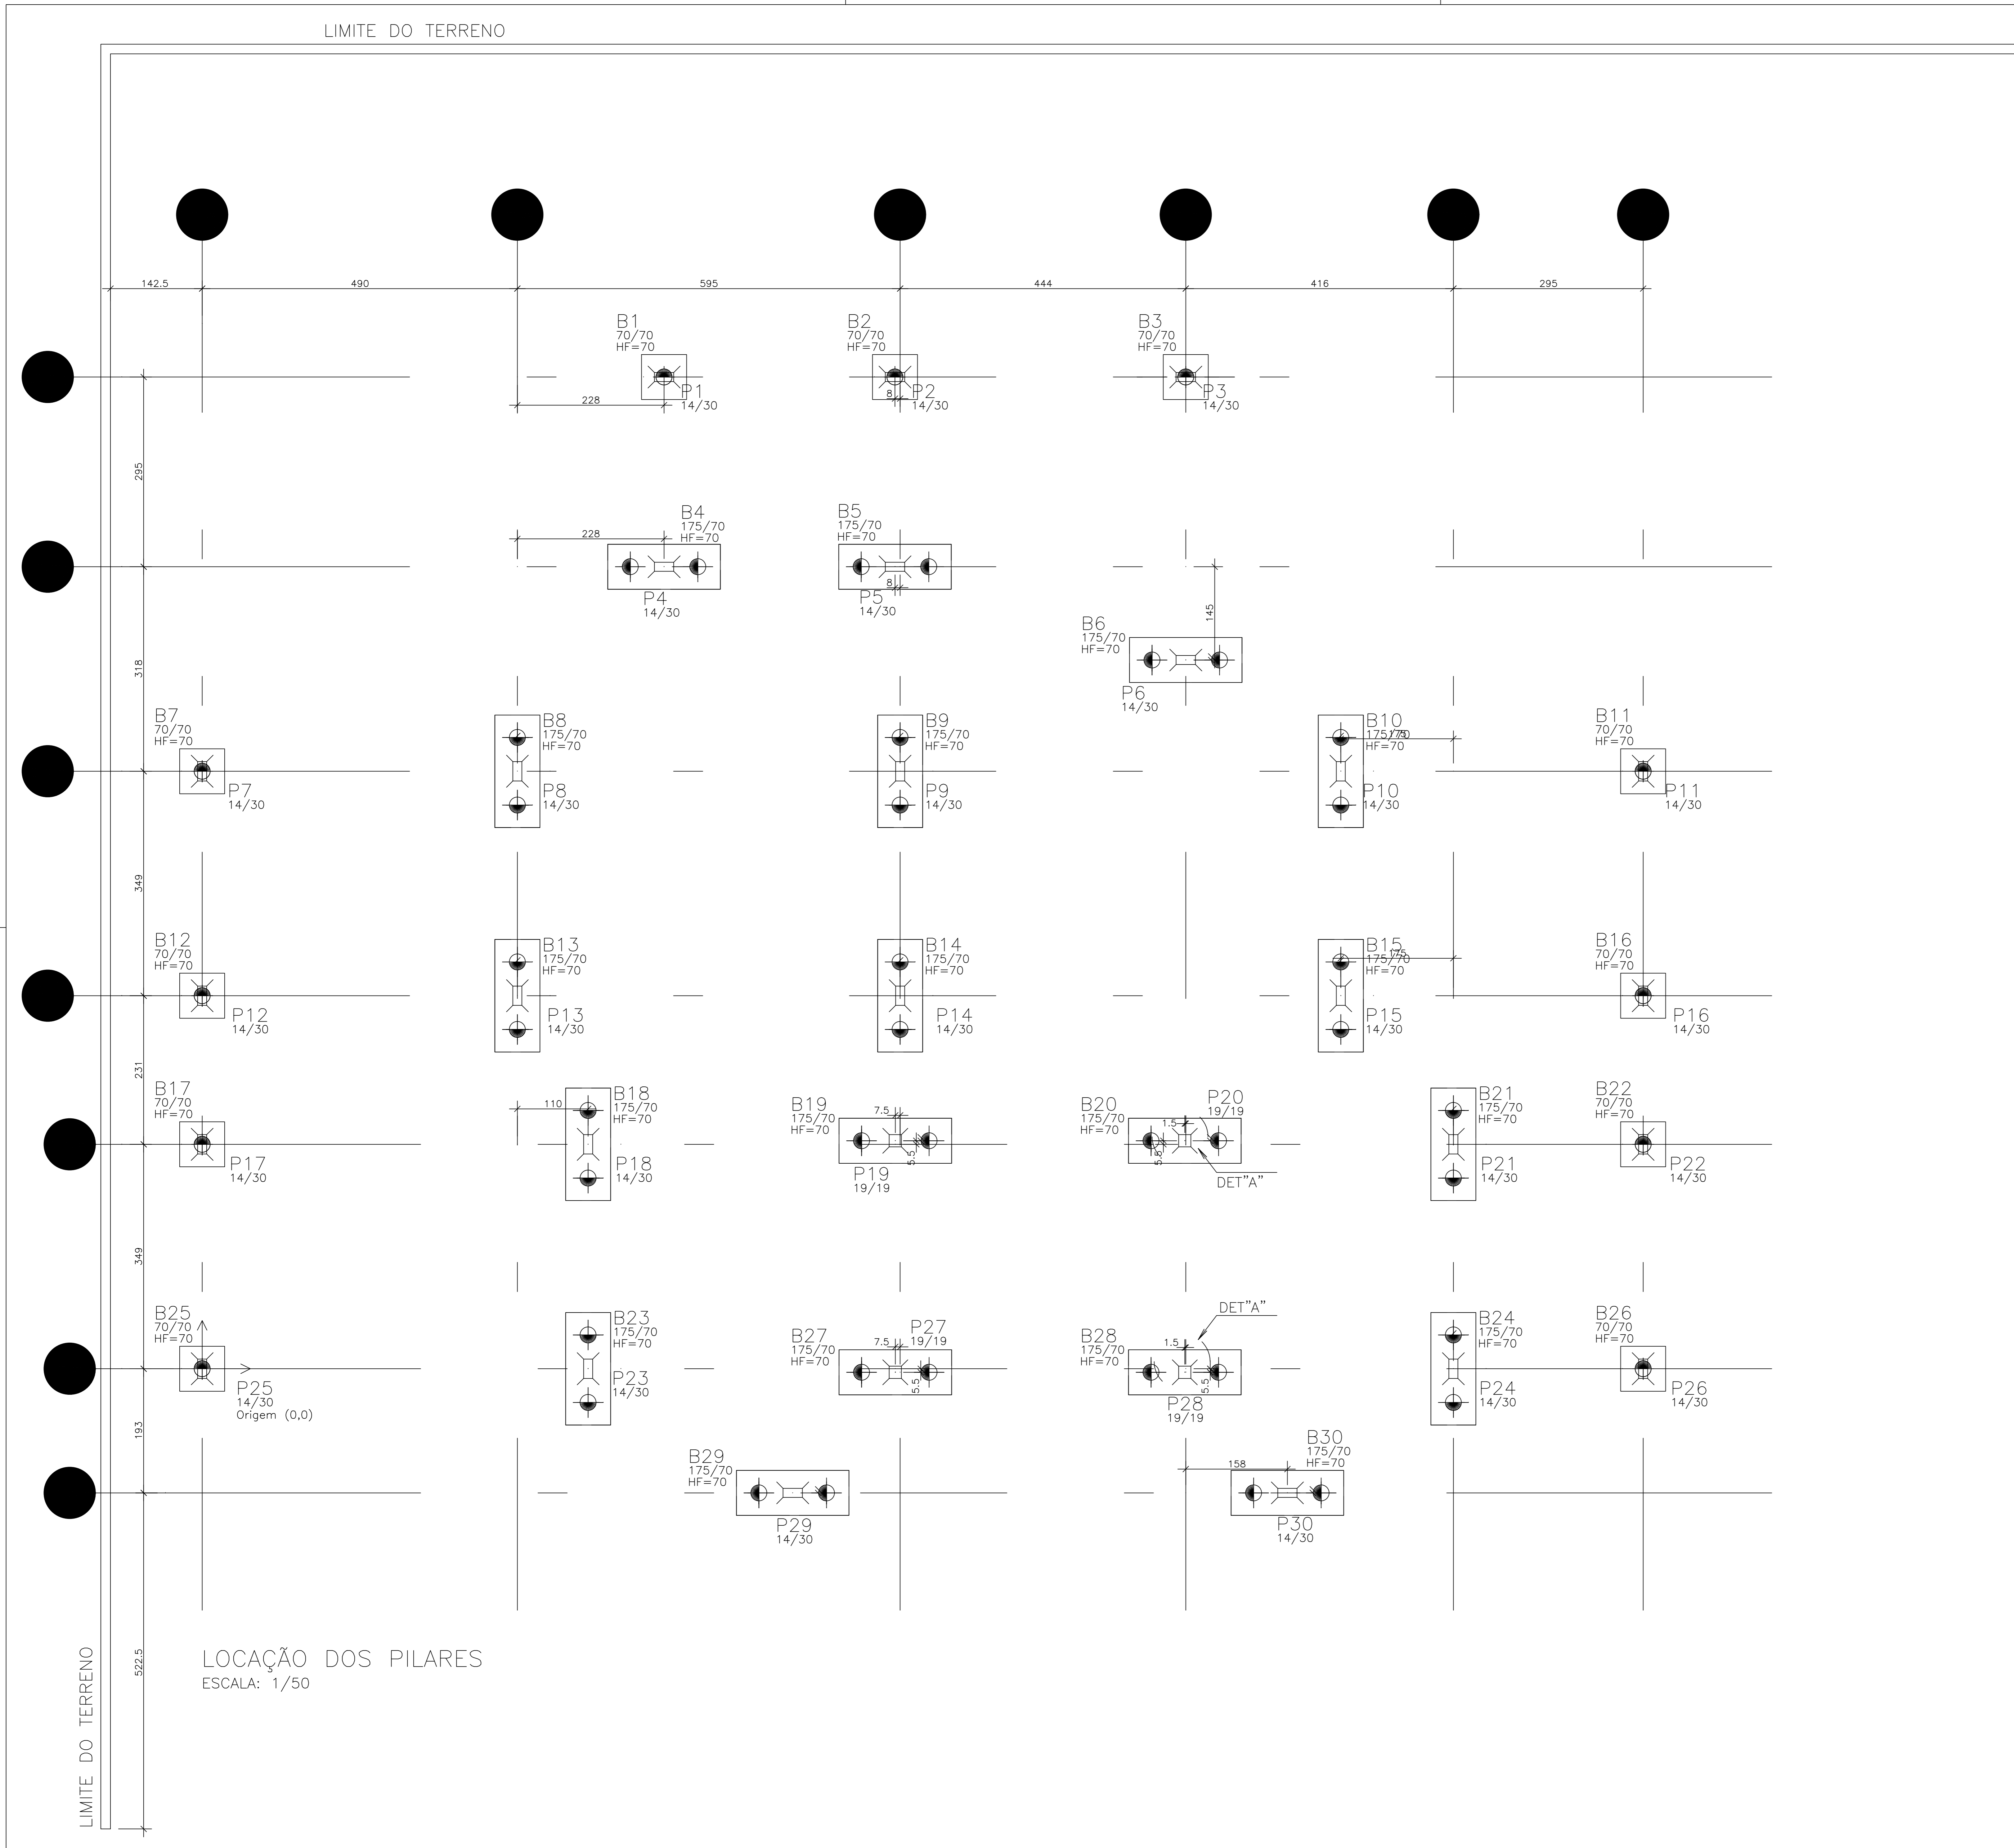 LIMITE DO TERRENO
142.5
490
595
444
416
295
B1
70/70
HF=70
P1
14/30
228
B2
70/70
HF=70
8
P2
14/30
B3
70/70
HF=70
P3
14/30
295
B4
175/70
HF=70
228
P4
14/30
B5
175/70
HF=70
8
P5
14/30
145
B6
175/70
HF=70
P6
14/30
318
B7
70/70
HF=70
P7
14/30
B8
175/70
HF=70
P8
14/30
B9
175/70
HF=70
P9
14/30
B10
175/70
175
HF=70
P10
14/30
B11
70/70
HF=70
P11
14/30
349
B12
70/70
HF=70
P12
14/30
B13
175/70
HF=70
P13
14/30
B14
175/70
HF=70
P14
14/30
B15
175
175/70
HF=70
P15
14/30
B16
70/70
HF=70
P16
14/30
231
B17
70/70
HF=70
P17
14/30
110
B18
175/70
HF=70
P18
14/30
B19
175/70
HF=70
7.5
5.5
P19
19/19
B20
175/70
HF=70
1.5
5.5
P20
19/19
DET"A"
B21
175/70
HF=70
P21
14/30
B22
70/70
HF=70
P22
14/30
349
B25
70/70
HF=70
P25
14/30
Origem (0,0)
B23
175/70
HF=70
P23
14/30
B27
175/70
HF=70
7.5
5.5
P27
19/19
B28
175/70
HF=70
1.5
5.5
DET"A"
P28
19/19
B24
175/70
HF=70
P24
14/30
B26
70/70
HF=70
P26
14/30
193
B29
175/70
HF=70
P29
14/30
158
B30
175/70
HF=70
P30
14/30
522.5
LOCAÇÃO DOS PILARES
ESCALA: 1/50
LIMITE DO TERRENO